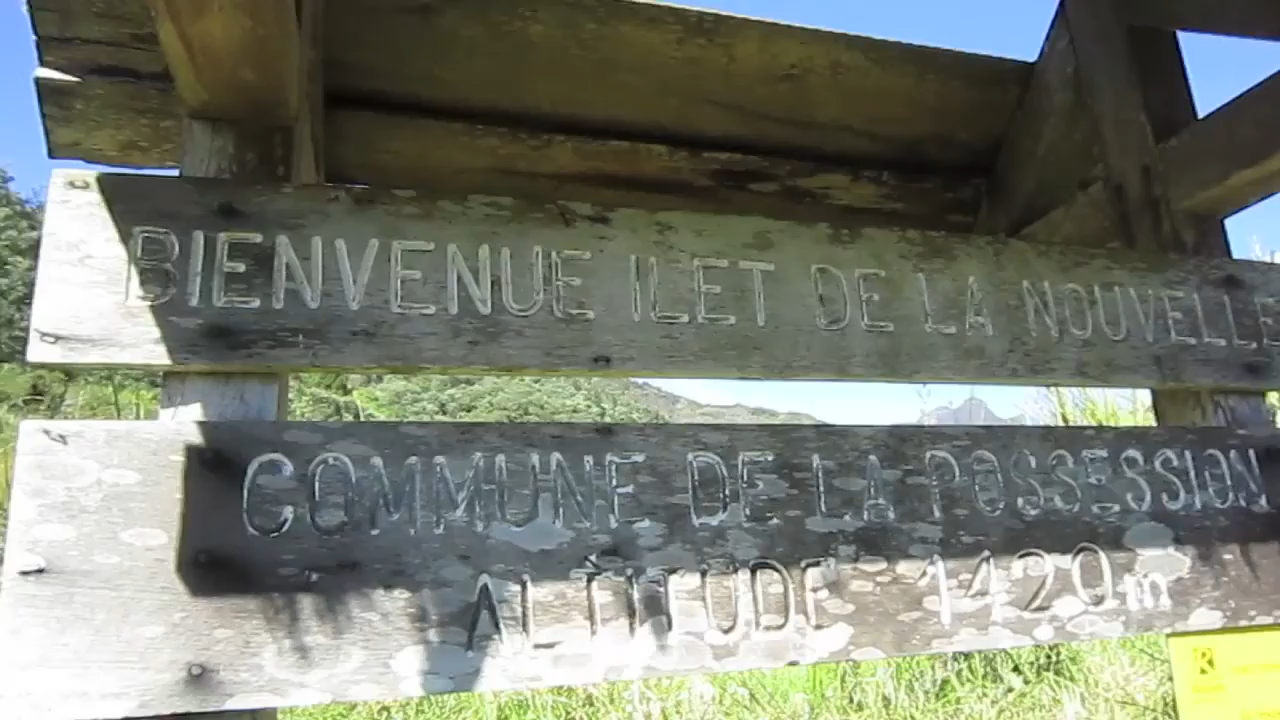 BIENVENUE ILET DE LA NOUVELLE
COMMUNE DE LA POSSESSION
ALTITUDE 1420m